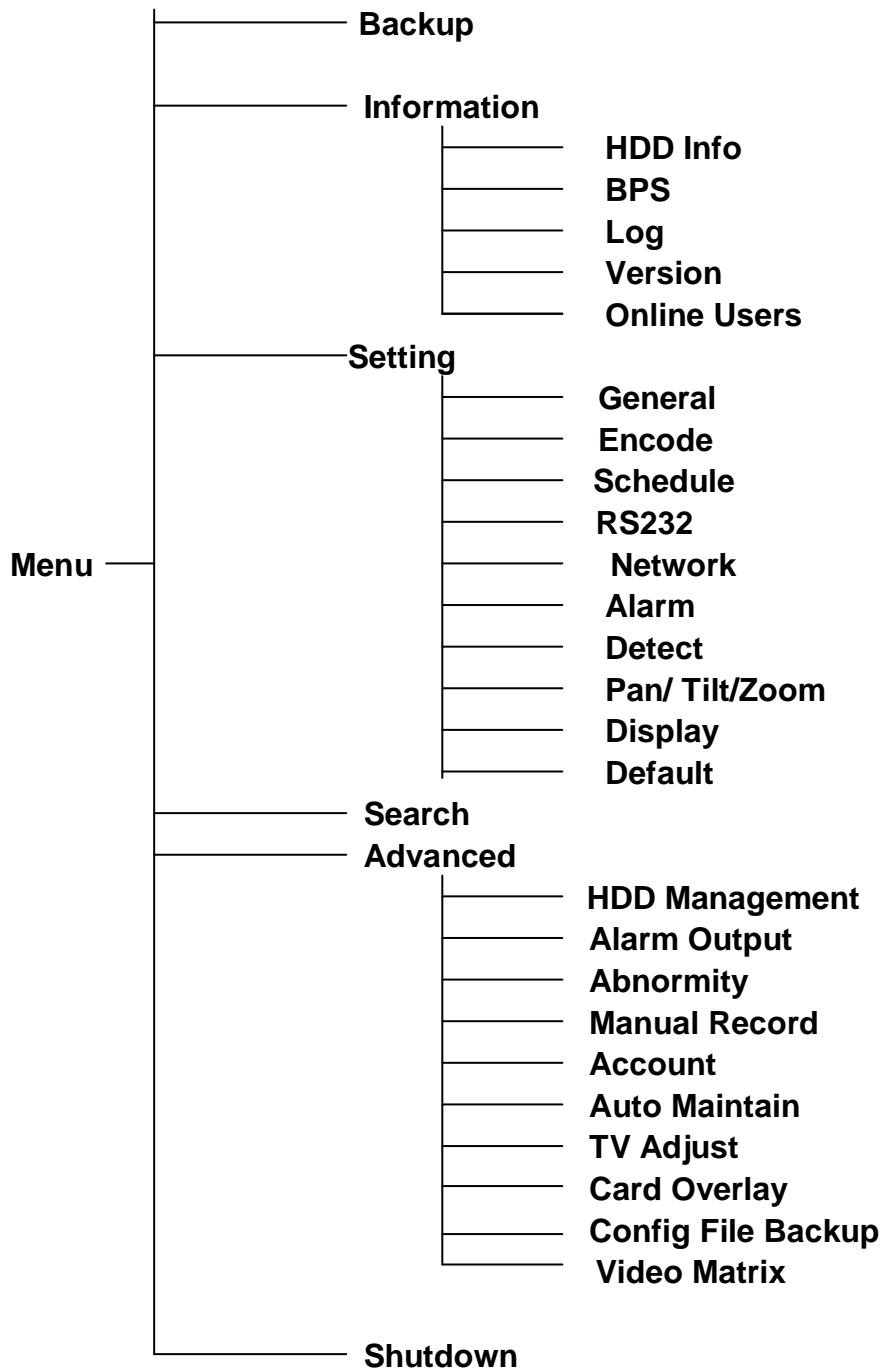 Backup
Information
HDD Info
BPS
Log
Version
Online Users
Setting
General
Encode
Schedule
RS232
Menu
Network
Alarm
Detect
Pan/ Tilt/Zoom
Display
Default
Search
Advanced
HDD Management
Alarm Output
Abnormity
Manual Record
Account
Auto Maintain
TV Adjust
Card Overlay
Config File Backup
Video Matrix
Shutdown